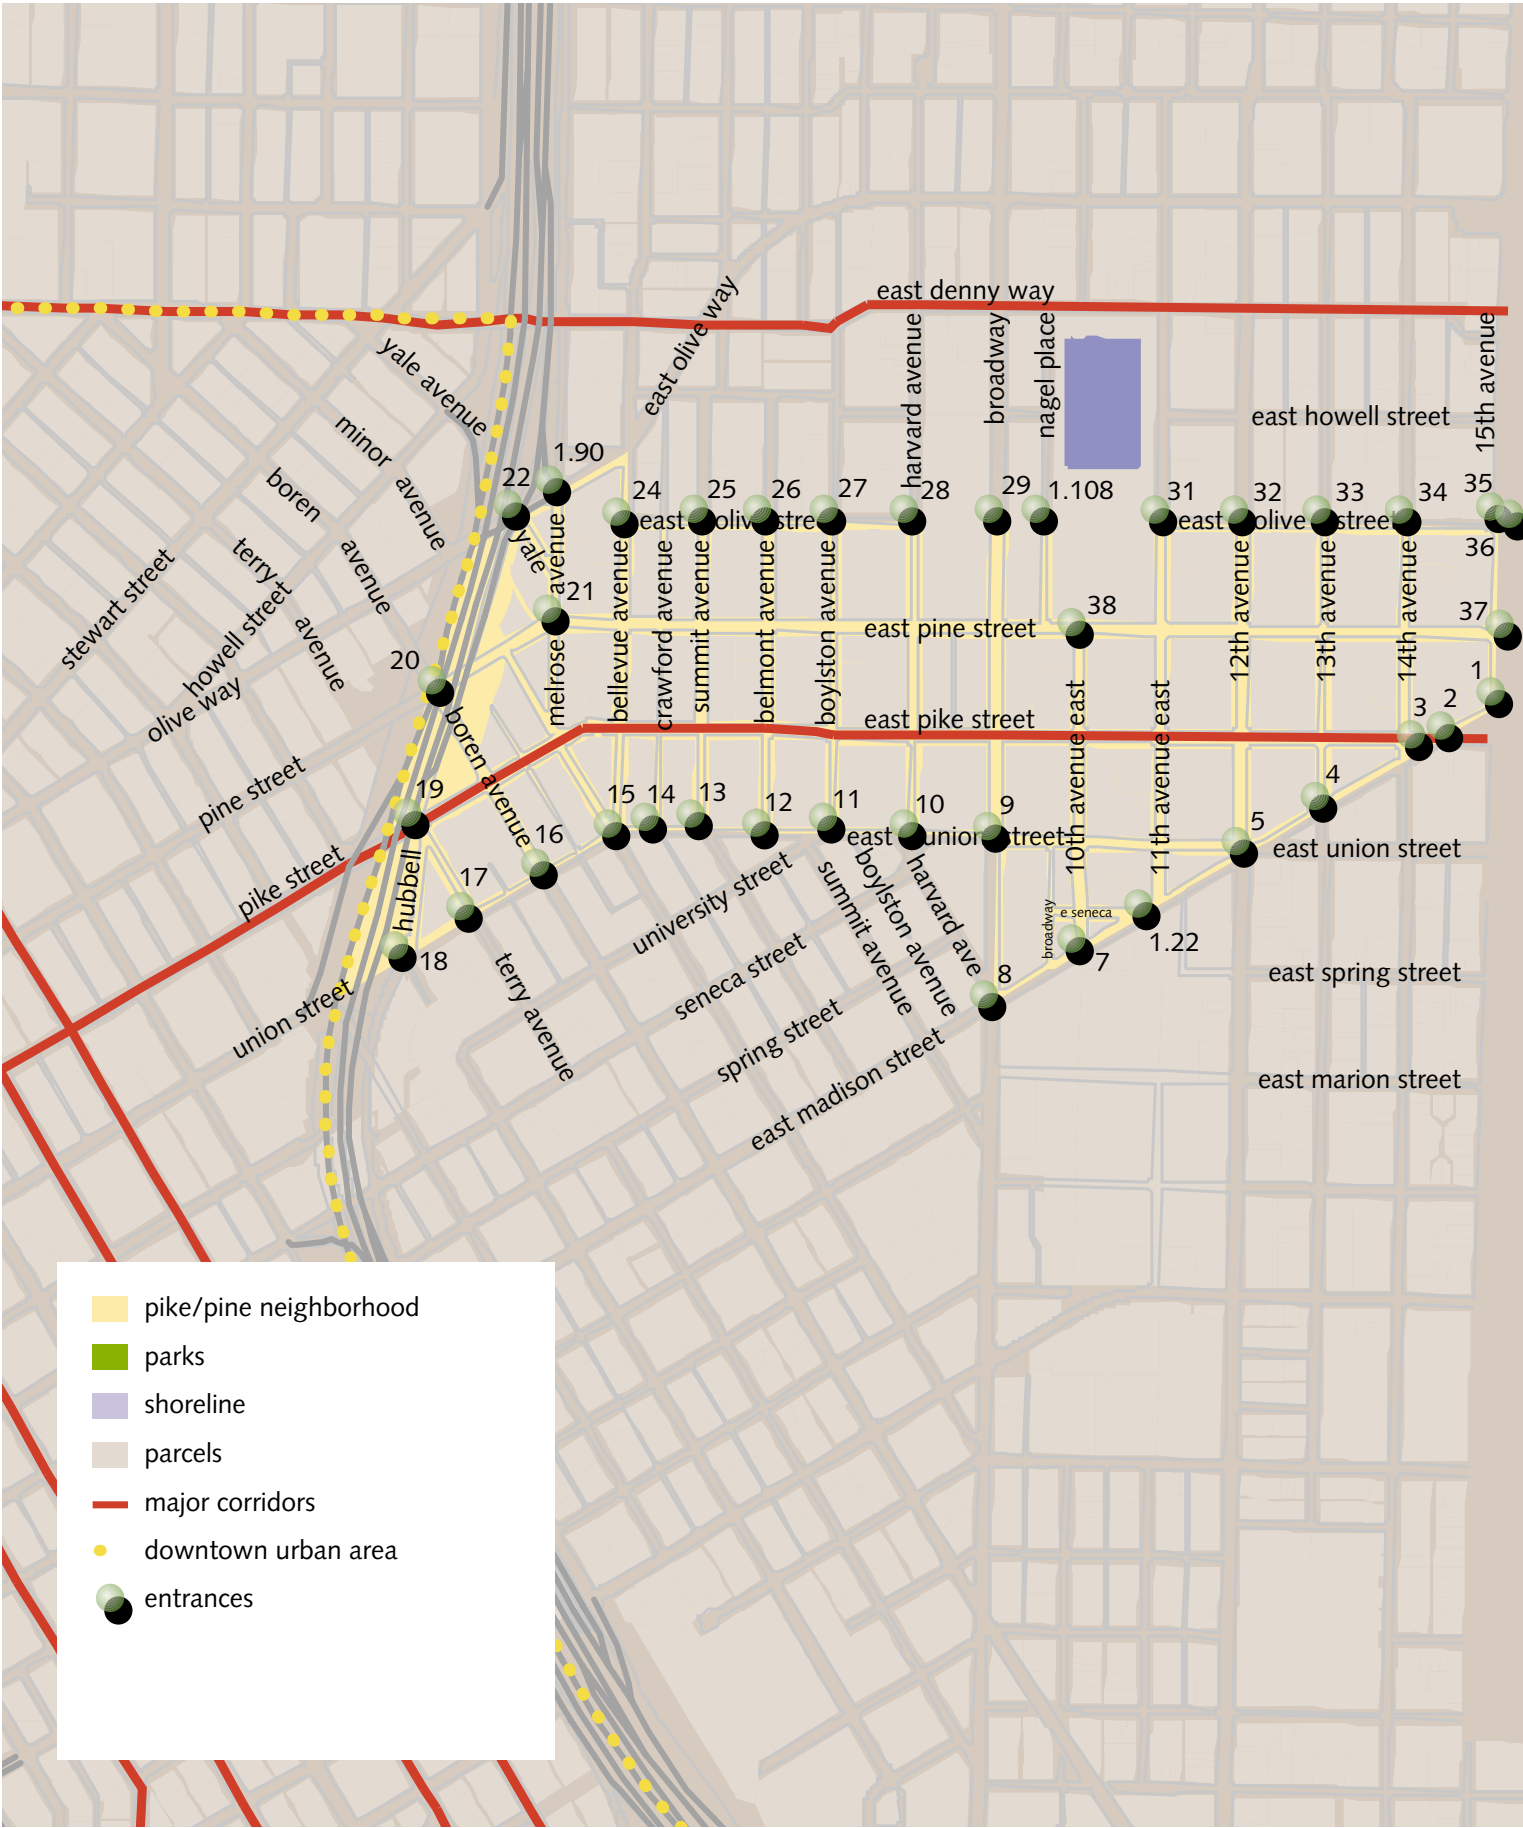 east denny way
yale avenue
east olive way
harvard avenue
broadway
nagel place
15th avenue
east howell street
minor
avenue
boren
avenue
terry
avenue
stewart street
howell street
olive way
pine street
pike street
union street
1.90
22
24
25
26
27
28
29
1.108
31
32
33
34
35
36
east olive street
east olive street
yale
21
melrose avenue
bellevue avenue
crawford avenue
summit avenue
belmont avenue
boylston avenue
east pine street
38
12th avenue
13th avenue
14th avenue
37
1
2
3
4
5
20
boren avenue
east pike street
10th avenue east
11th avenue east
19
hubbell
15
14
13
12
11
10
9
16
17
18
east union street
east union street
university street
summit avenue
boylston avenue
harvard ave
broadway
e seneca
1.22
7
8
terry avenue
seneca street
spring street
east madison street
east spring street
east marion street
pike/pine neighborhood
parks
shoreline
parcels
major corridors
downtown urban area
entrances